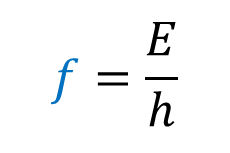 f = E/h